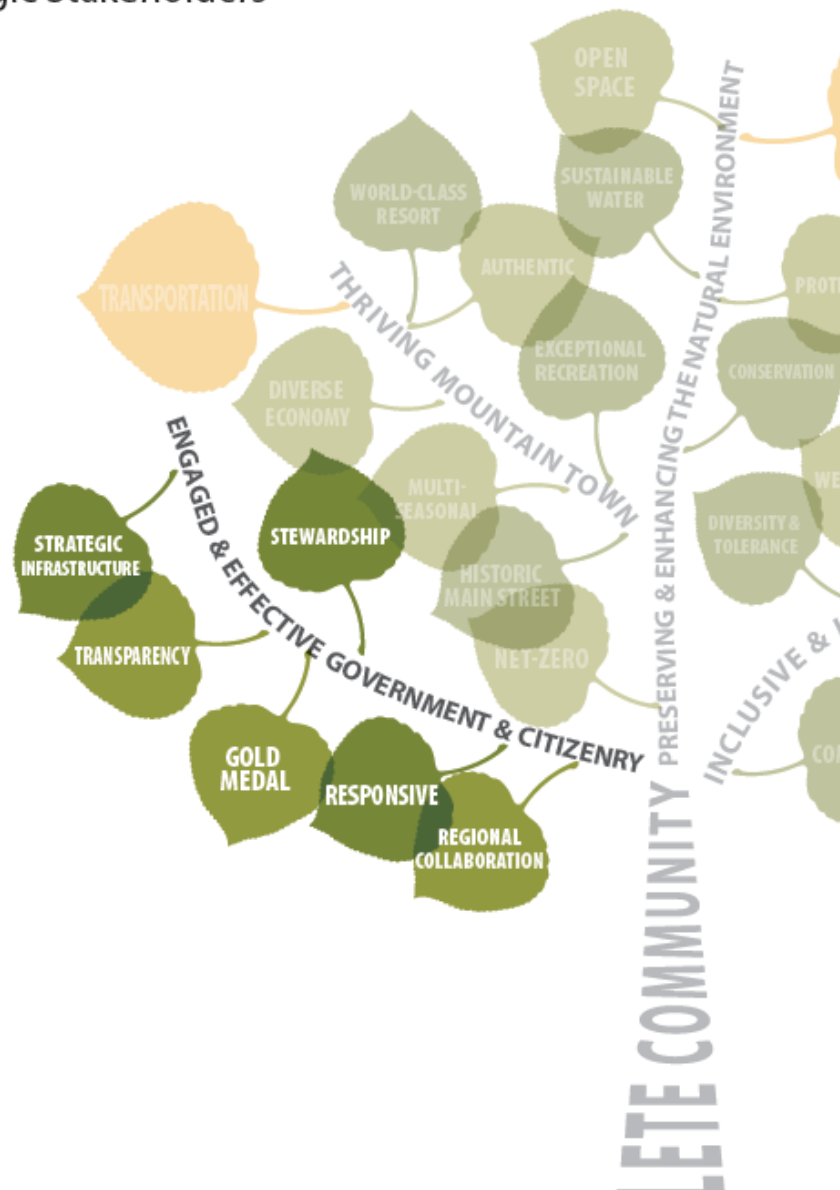 Stakeholders
OPEN
SPACE
WORLD-CLASS
RESORT
SUSTAINABLE
WATER
AUTHENTIC
TRANSPORTATION
EXCEPTIONAL
RECREATION
DIVERSE
ECONOMY
THRIVING MOUNTAIN TOWN
PRESERVING & ENHANCING THE NATURAL ENVIRONMENT
CONSERVATION
MULTI-
SEASONAL
DIVERSITY &
TOLERANCE
HISTORIC
MAIN STREET
NET-ZERO
INCLUSIVE &
ENGAGED & EFFECTIVE GOVERNMENT & CITIZENRY
STRATEGIC
INFRASTRUCTURE
STEWARDSHIP
TRANSPARENCY
GOLD
MEDAL
RESPONSIVE
REGIONAL
COLLABORATION
LETE COMMUNITY